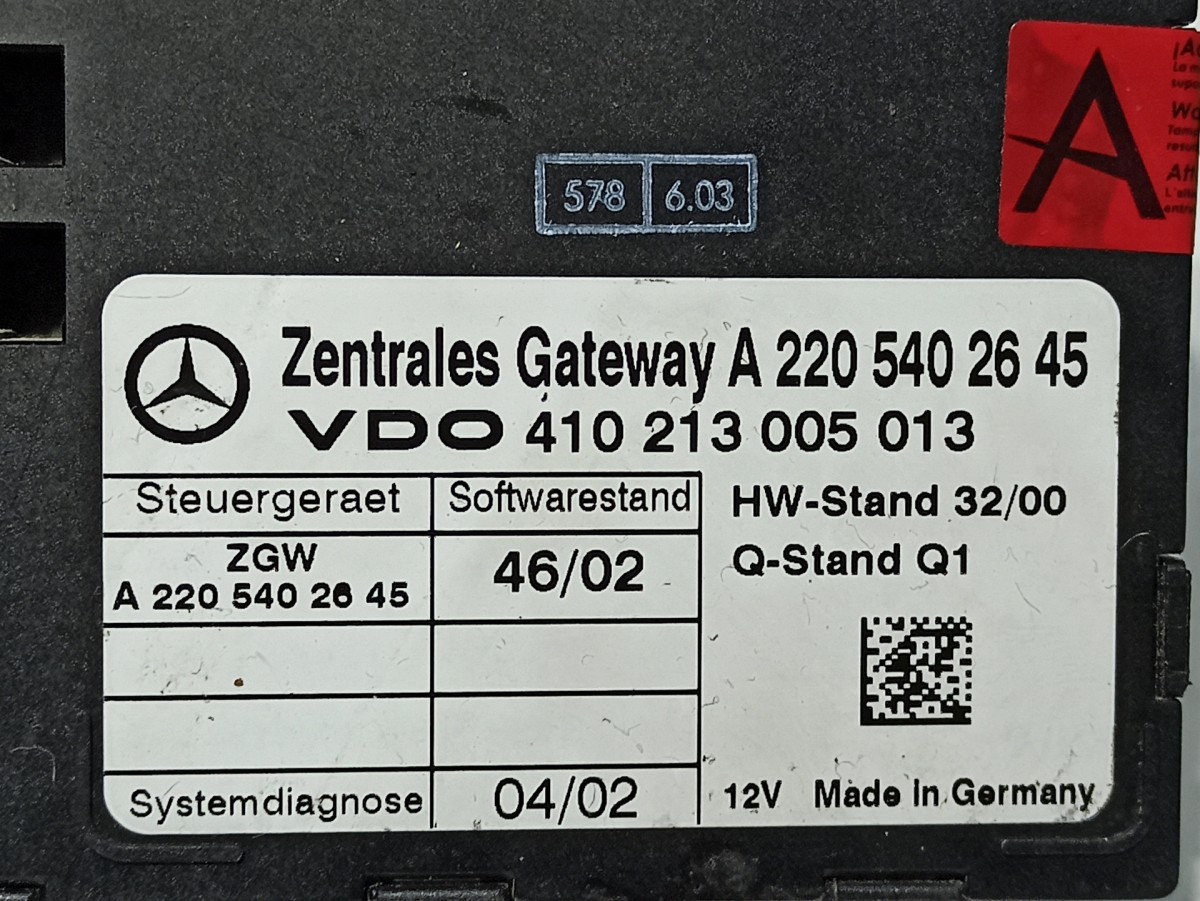 578 6.03
A
Zentrales Gateway A 220 540 26 45
VDO 410 213 005 013
Steuergeraet Softwarestand
HW-Stand 32/00
ZGW
A 220 540 26 45
46/02
Q-Stand Q1
Systemdiagnose 04/02
12V Made in Germany